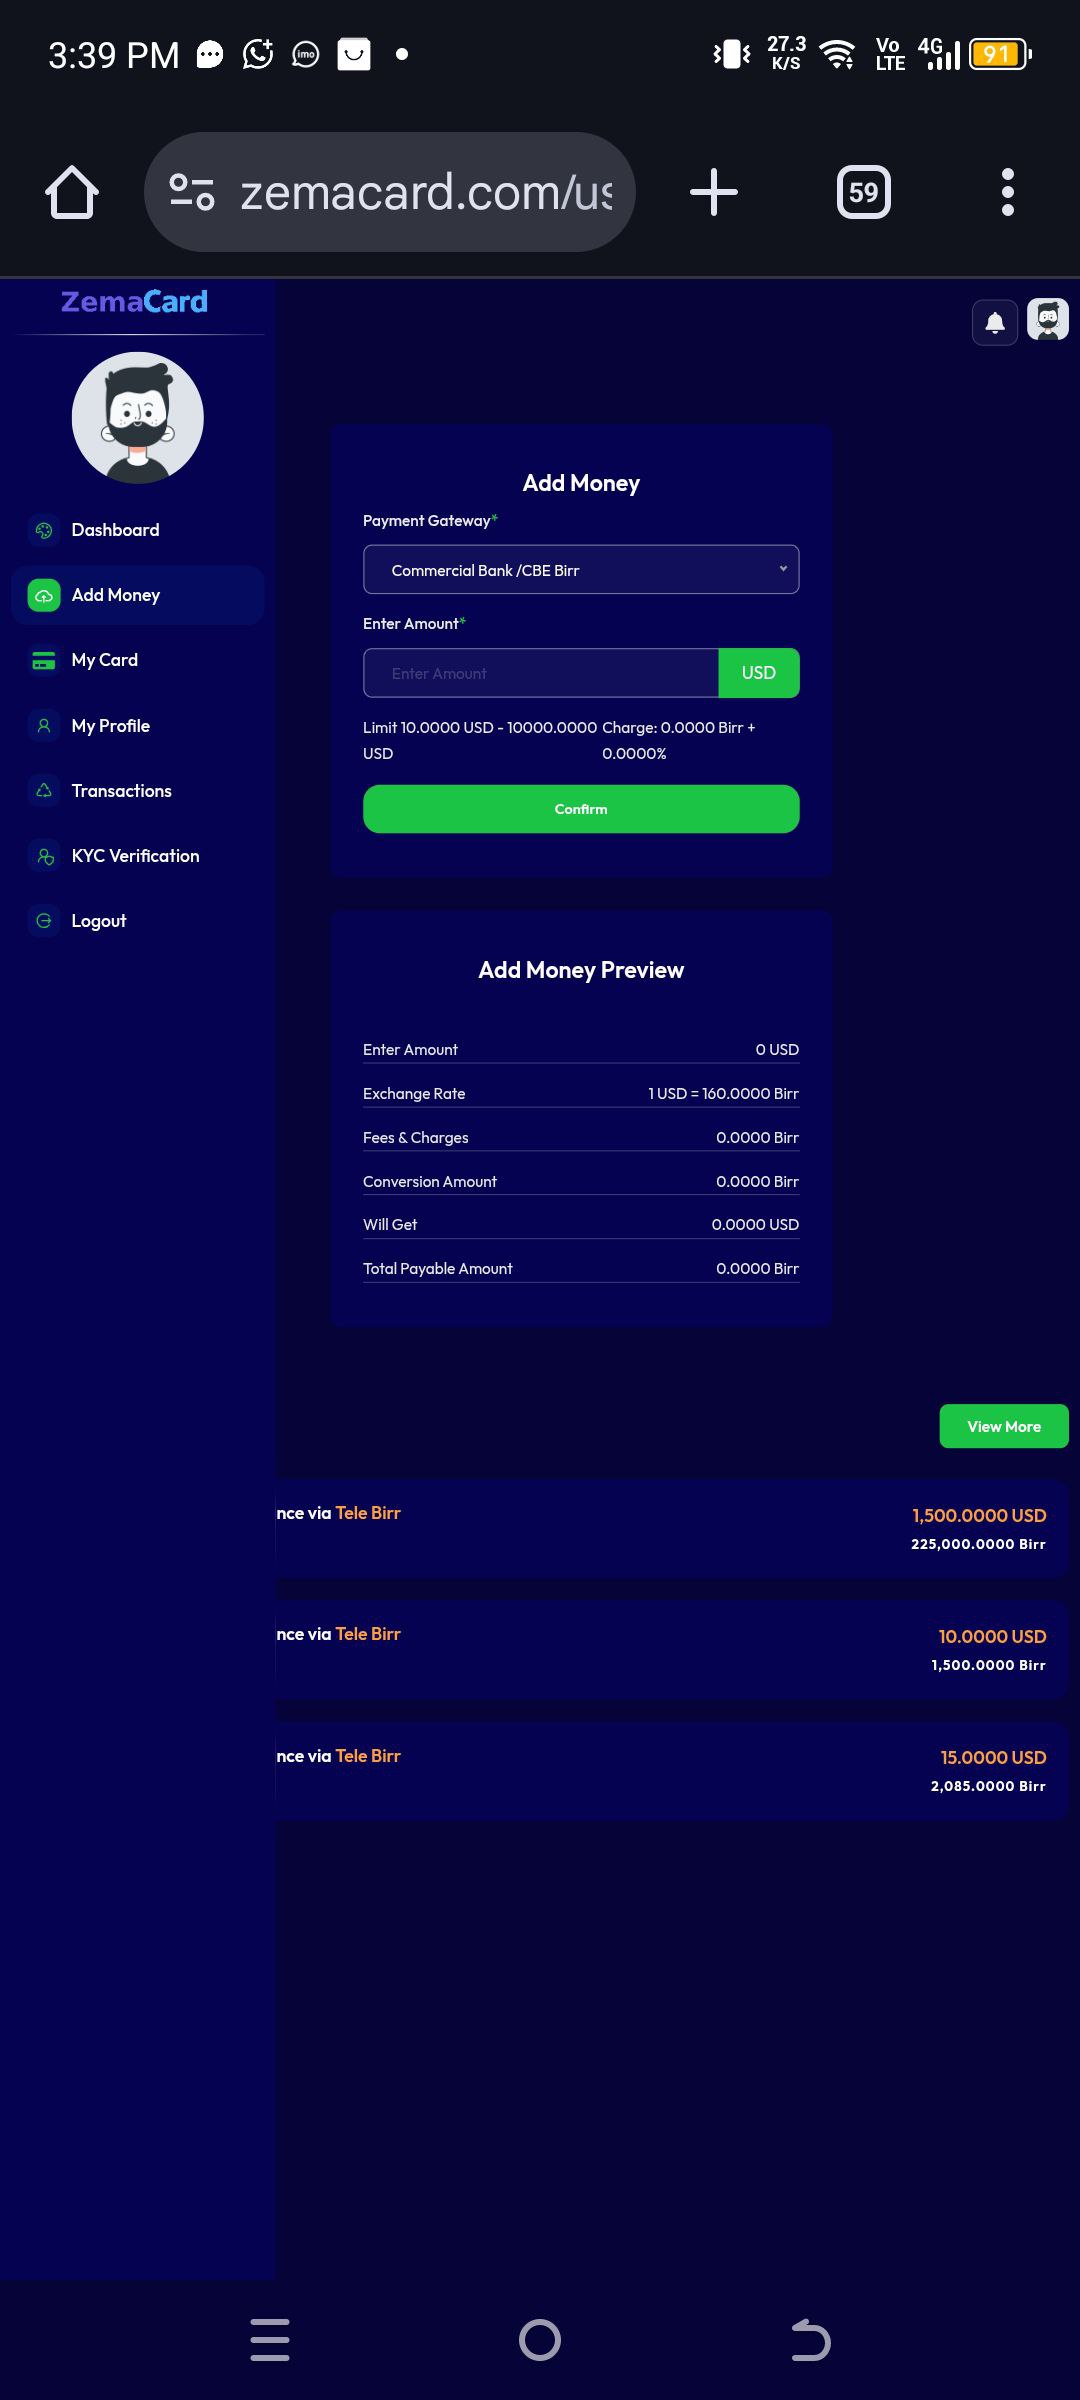 3:39 PM
imo
27.3 K/S
Vo LTE
4G
91
zemacard.com/us
59
ZemaCard
Dashboard
Add Money
My Card
My Profile
Transactions
KYC Verification
Logout
Add Money
Payment Gateway*
Commercial Bank /CBE Birr
Enter Amount*
Enter Amount
USD
Limit 10.0000 USD - 10000.0000 USD
Charge: 0.0000 Birr + 0.0000%
Confirm
Add Money Preview
Enter Amount 0 USD
Exchange Rate 1 USD = 160.0000 Birr
Fees & Charges 0.0000 Birr
Conversion Amount 0.0000 Birr
Will Get 0.0000 USD
Total Payable Amount 0.0000 Birr
View More
nce via Tele Birr 1,500.0000 USD
225,000.0000 Birr
nce via Tele Birr 10.0000 USD
1,500.0000 Birr
nce via Tele Birr 15.0000 USD
2,085.0000 Birr